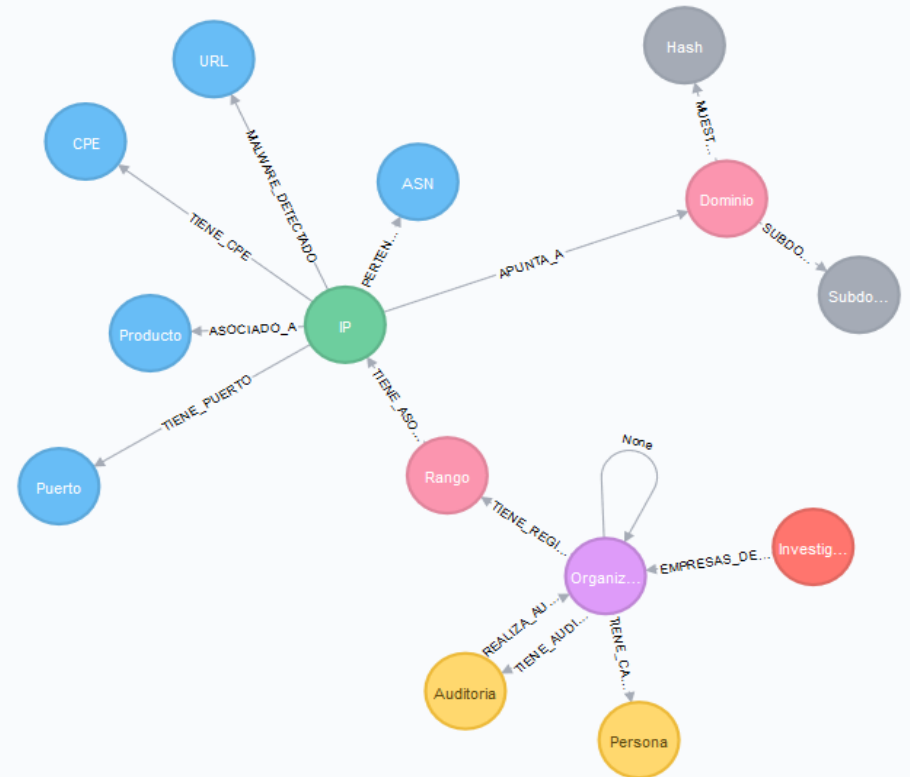 Hash
URL
CPE
MALWARE_DETECTADO
ASN
MUEST...
Dominio
TIENE_CPE
PERTEN...
SUBDO...
APUNTA_A
Subdo...
IP
Producto
ASOCIADO_A
TIENE_PUERTO
TIENE_ASO...
None
Rango
Puerto
TIENE_REGI...
Investig...
EMPRESAS_DE...
Organiz...
REALIZA_AU...
TIENE_AUDI...
TIENE_CA...
Auditoria
Persona